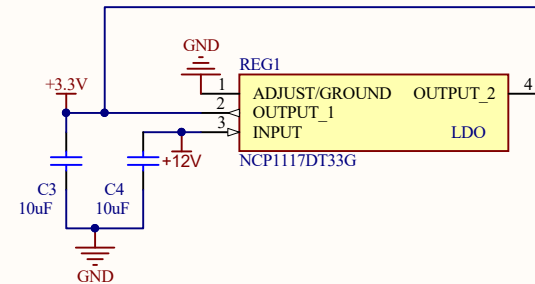 GND
REG1
+3.3V
1 ADJUST/GROUND OUTPUT_2 4
2 OUTPUT_1
3 INPUT LDO
+12V NCP1117DT33G
C3 C4
10uF 10uF
GND